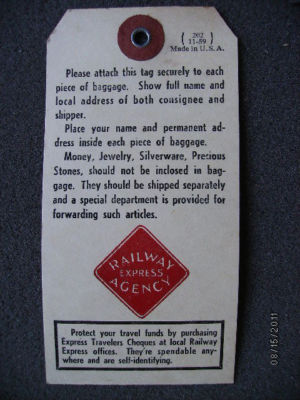 ( 202 )
( 11-59 )
Made in U. S. A.
Please attach this tag securely to each
piece of baggage. Show full name and
local address of both consignee and
shipper.
Place your name and permanent ad-
dress inside each piece of baggage.
Money, Jewelry, Silverware, Precious
Stones, should not be inclosed in bag-
gage. They should be shipped separately
and a special department is provided for
forwarding such articles.
RAILWAY
EXPRESS
AGENCY
Protect your travel funds by purchasing
Express Travelers Cheques at local Railway
Express offices. They're spendable any-
where and are self-identifying.
08/15/2011